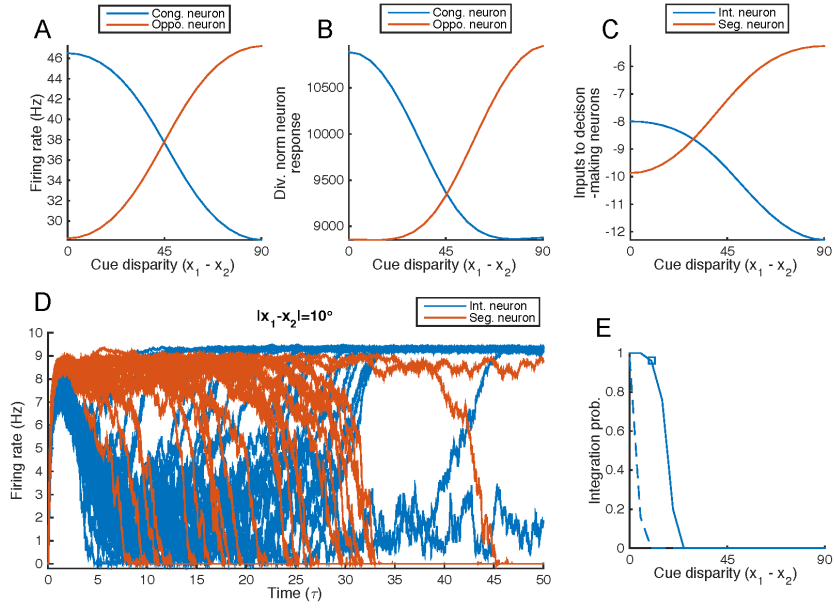 A
Cong. neuron
Oppo. neuron
Firing rate (Hz)
46
44
42
40
38
36
34
32
30
0
45
90
Cue disparity (x1 - x2)
B
Cong. neuron
Oppo. neuron
Div. norm neuron
response
10500
10000
9500
9000
0
45
90
Cue disparity (x1 - x2)
C
Int. neuron
Seg. neuron
Inputs to decison
-making neurons
-6
-7
-8
-9
-10
-11
-12
0
45
90
Cue disparity (x1 - x2)
D
|x1-x2|=10°
Int. neuron
Seg. neuron
Firing rate (Hz)
10
9
8
7
6
5
4
3
2
1
0
0
5
10
15
20
25
30
35
40
45
50
Time (τ)
E
Integration prob.
1
0.8
0.6
0.4
0.2
0
0
45
90
Cue disparity (x1 - x2)